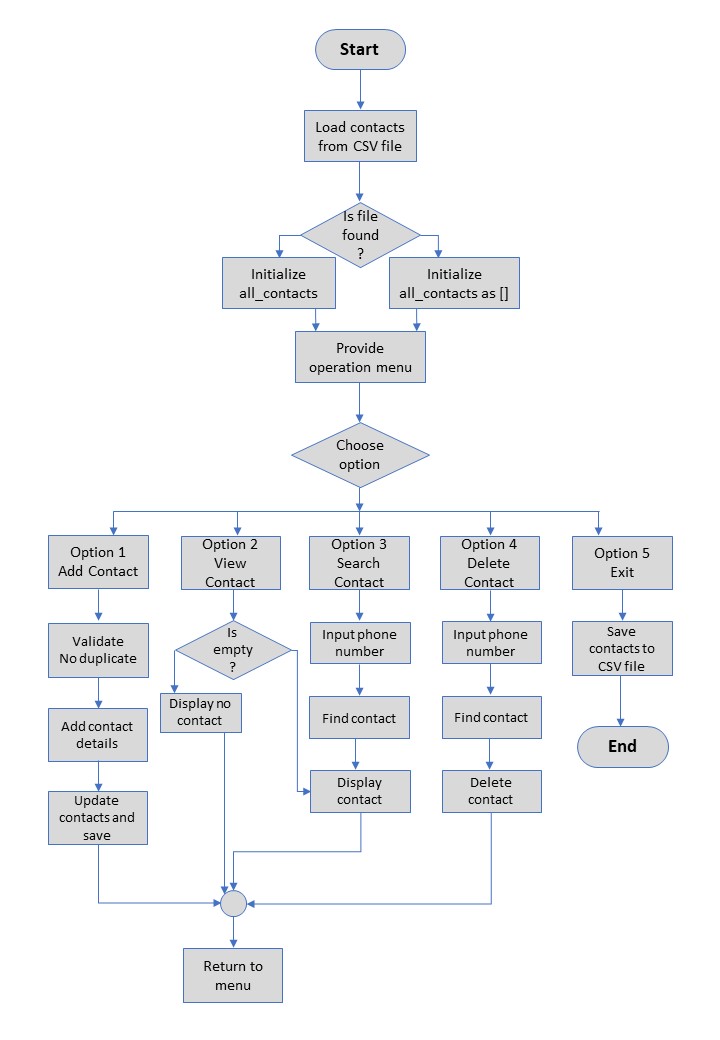 Start
Load contacts
from CSV file
Is file
found
?
Initialize
all_contacts
Initialize
all_contacts as []
Provide
operation menu
Choose
option
Option 1
Add Contact
Option 2
View
Contact
Option 3
Search
Contact
Option 4
Delete
Contact
Option 5
Exit
Validate
No duplicate
Is
empty
?
Input phone
number
Input phone
number
Save
contacts to
CSV file
Display no
contact
Add contact
details
Find contact
Find contact
End
Update
contacts and
save
Display
contact
Delete
contact
Return to
menu